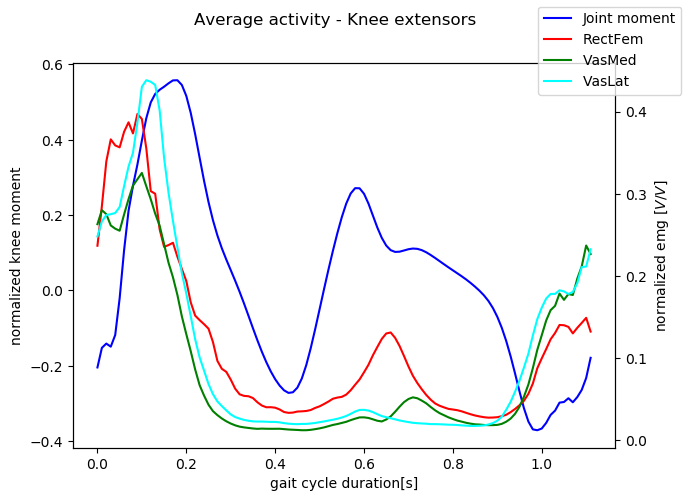 Average activity - Knee extensors
Joint moment
RectFem
VasMed
VasLat
0.6
0.4
0.2
0.0
−0.2
−0.4
normalized knee moment
0.4
0.3
0.2
0.1
0.0
normalized emg [V/V]
0.0 0.2 0.4 0.6 0.8 1.0
gait cycle duration[s]